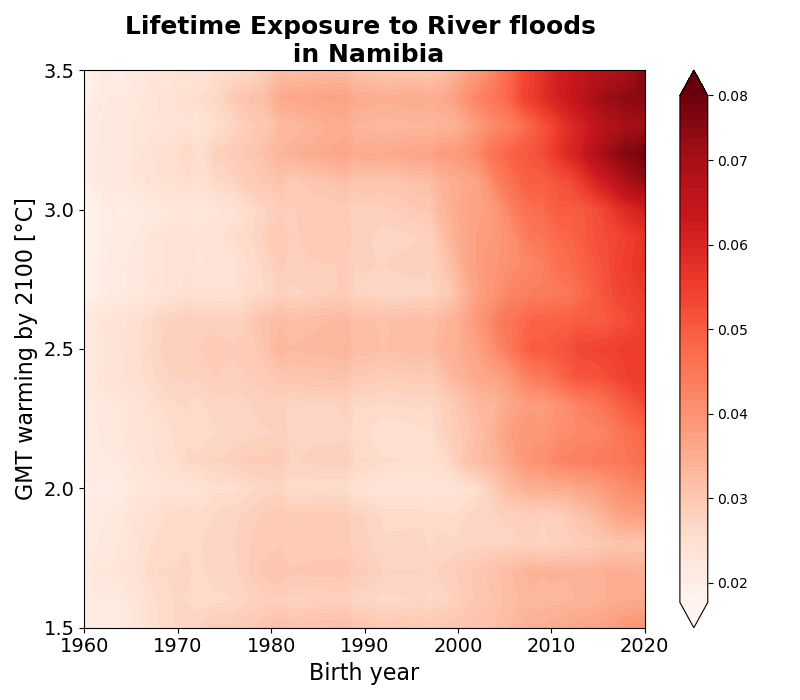 Lifetime Exposure to River floods
in Namibia
GMT warming by 2100 [°C]
3.5
3.0
2.5
2.0
1.5
1960 1970 1980 1990 2000 2010 2020
Birth year
0.08
0.07
0.06
0.05
0.04
0.03
0.02